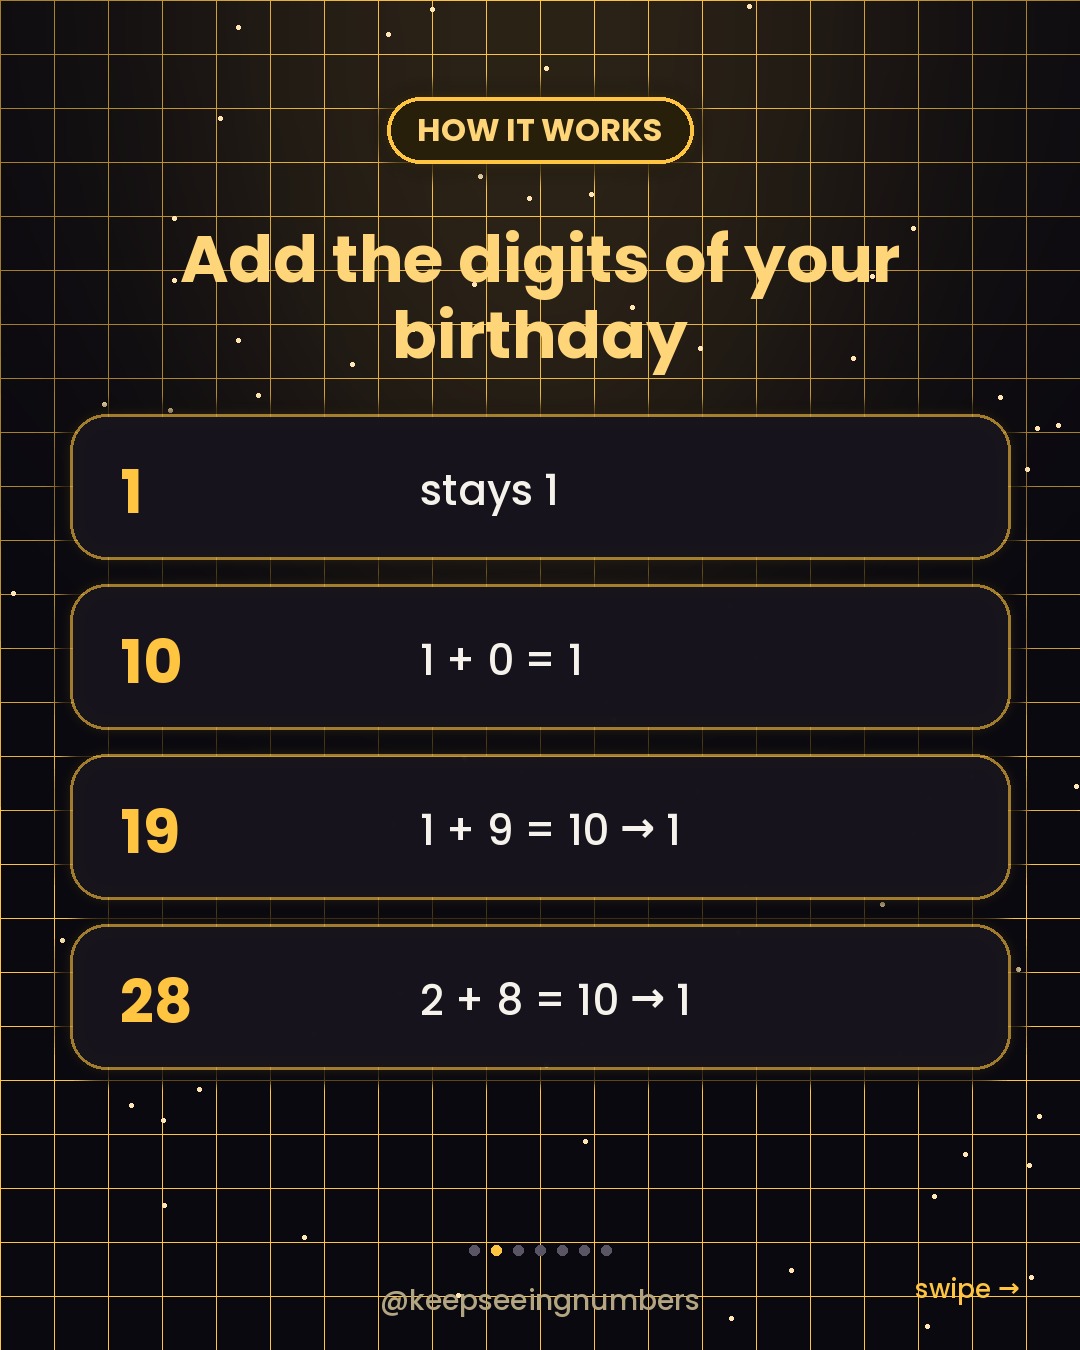 HOW IT WORKS
Add the digits of your
birthday
1 stays 1
10 1 + 0 = 1
19 1 + 9 = 10 → 1
28 2 + 8 = 10 → 1
@keepseeingnumbers
swipe →